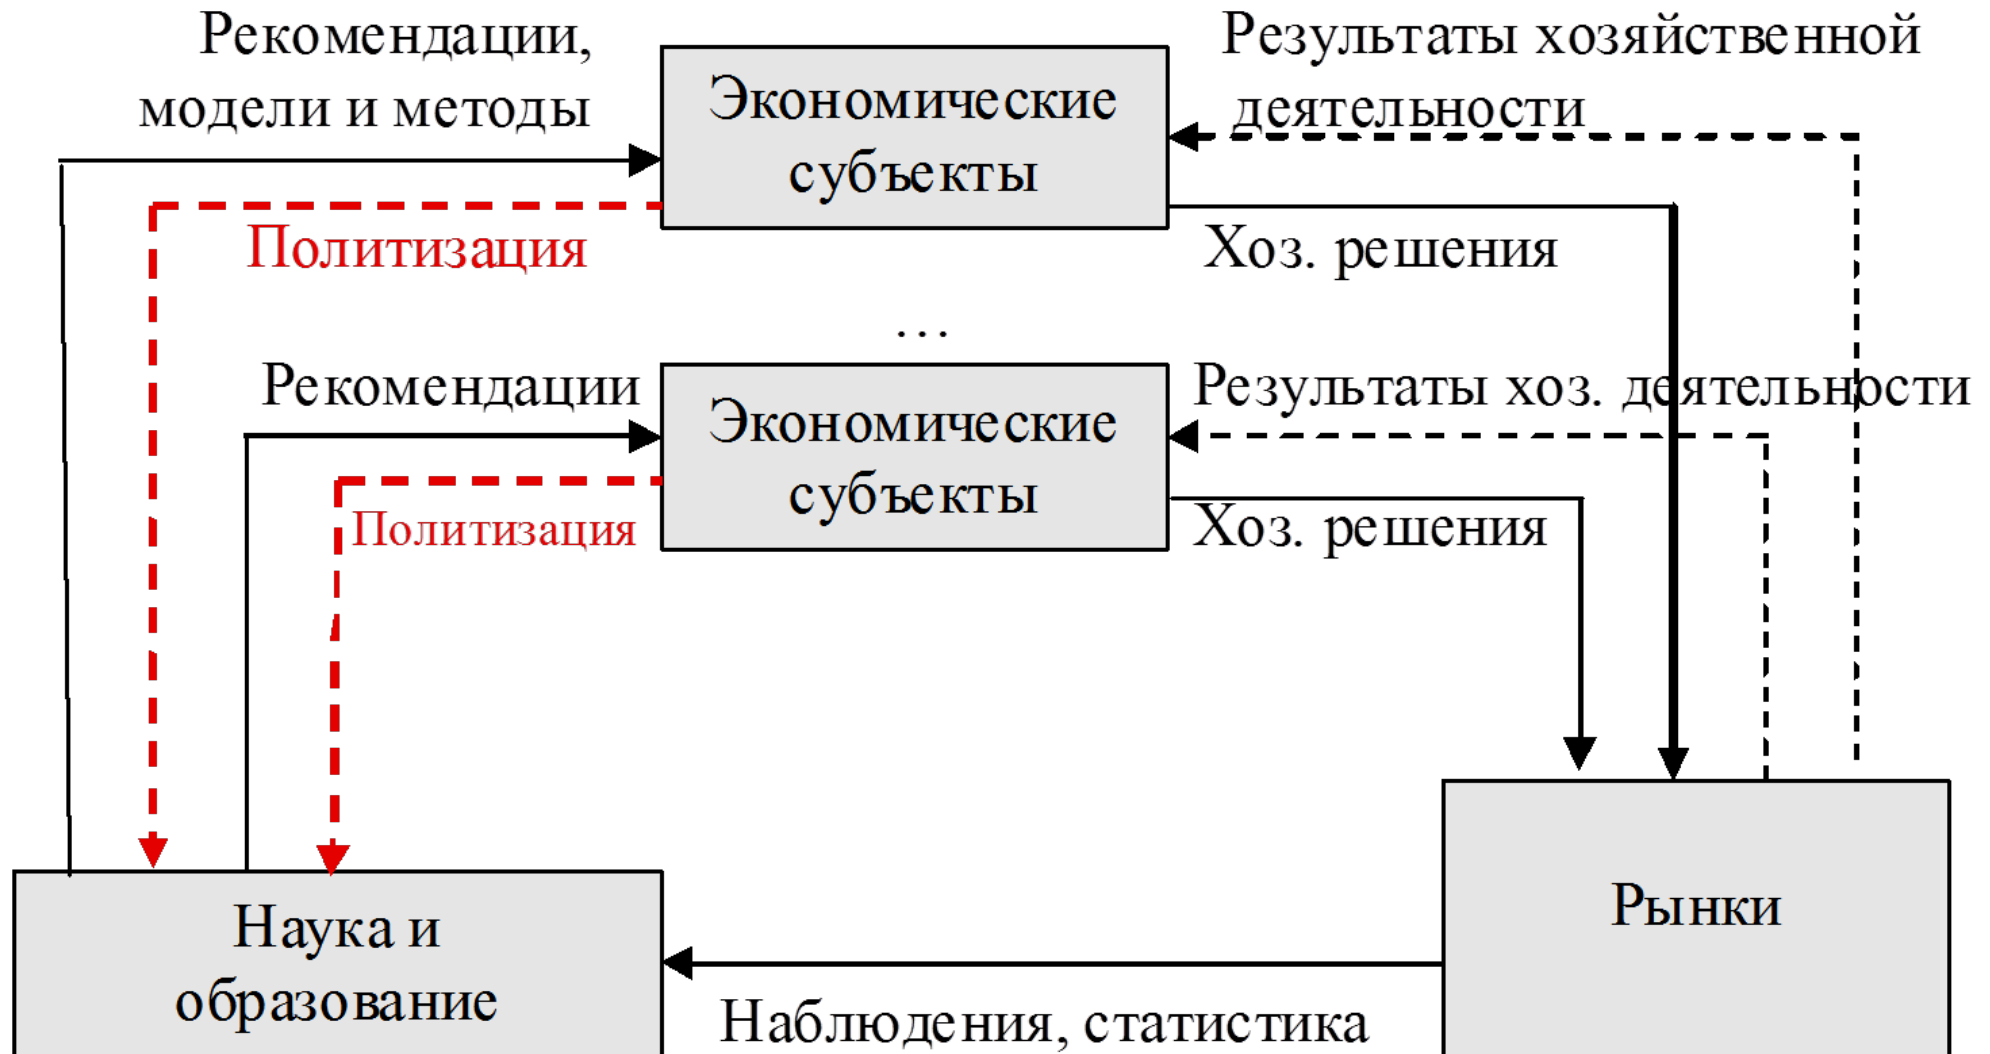 Рекомендации,
модели и методы
Экономические
субъекты
Результаты хозяйственной
деятельности
Политизация
Хоз. решения
...
Рекомендации
Экономические
субъекты
Результаты хоз. деятельности
Политизация
Хоз. решения
Наука и
образование
Рынки
Наблюдения, статистика